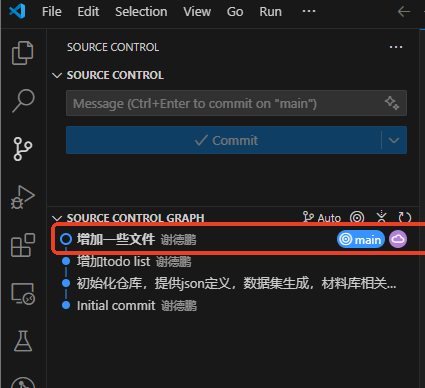 File Edit Selection View Go Run ···
SOURCE CONTROL ···
SOURCE CONTROL
Message (Ctrl+Enter to commit on "main")
Commit
SOURCE CONTROL GRAPH Auto
增加一些文件 谢德鹏 main
增加todo list 谢德鹏
初始化仓库，提供json定义，数据集生成，材料库相关...
Initial commit 谢德鹏